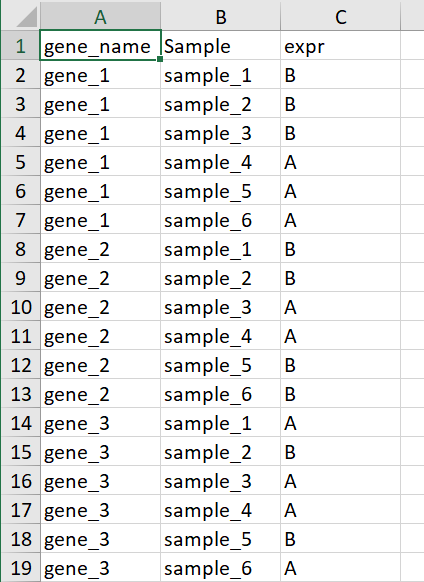 A B C
1 gene_name Sample expr
2 gene_1 sample_1 B
3 gene_1 sample_2 B
4 gene_1 sample_3 B
5 gene_1 sample_4 A
6 gene_1 sample_5 A
7 gene_1 sample_6 A
8 gene_2 sample_1 B
9 gene_2 sample_2 B
10 gene_2 sample_3 A
11 gene_2 sample_4 A
12 gene_2 sample_5 B
13 gene_2 sample_6 B
14 gene_3 sample_1 A
15 gene_3 sample_2 B
16 gene_3 sample_3 A
17 gene_3 sample_4 A
18 gene_3 sample_5 B
19 gene_3 sample_6 A